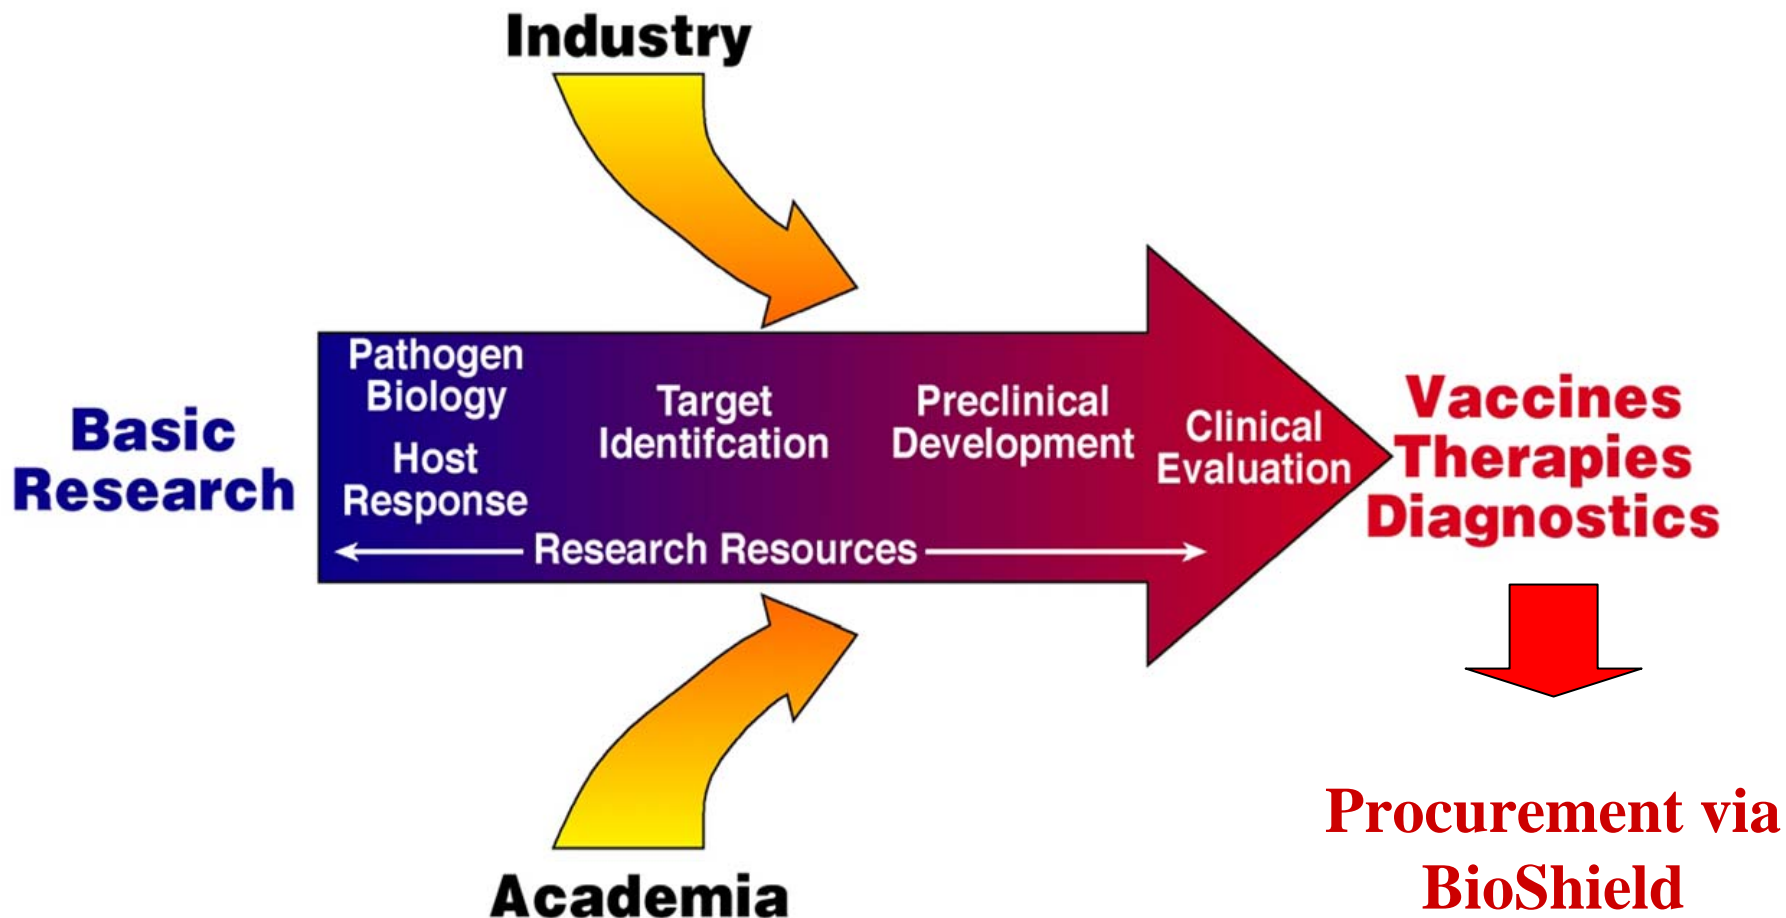 Industry
Basic
Research
Pathogen
Biology
Host
Response
Target
Identifcation
Preclinical
Development
Clinical
Evaluation
Research Resources
Vaccines
Therapies
Diagnostics
Academia
Procurement via
BioShield